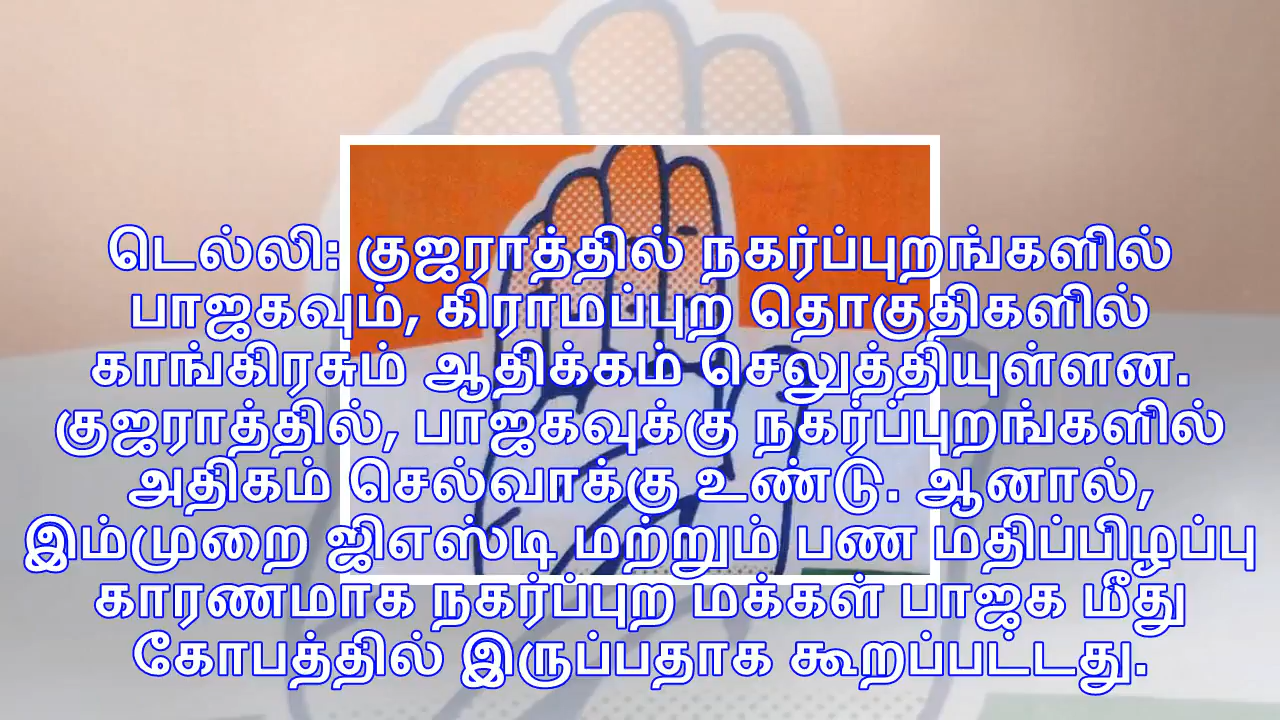 டெல்லி: குஜராத்தில் நகர்ப்புறங்களில்
பாஜகவும், கிராமப்புற தொகுதிகளில்
காங்கிரசும் ஆதிக்கம் செலுத்தியுள்ளன.
குஜராத்தில், பாஜகவுக்கு நகர்ப்புறங்களில்
அதிகம் செல்வாக்கு உண்டு. ஆனால்,
இம்முறை ஜிஎஸ்டி மற்றும் பண மதிப்பிழப்பு
காரணமாக நகர்ப்புற மக்கள் பாஜக மீது
கோபத்தில் இருப்பதாக கூறப்பட்டது.